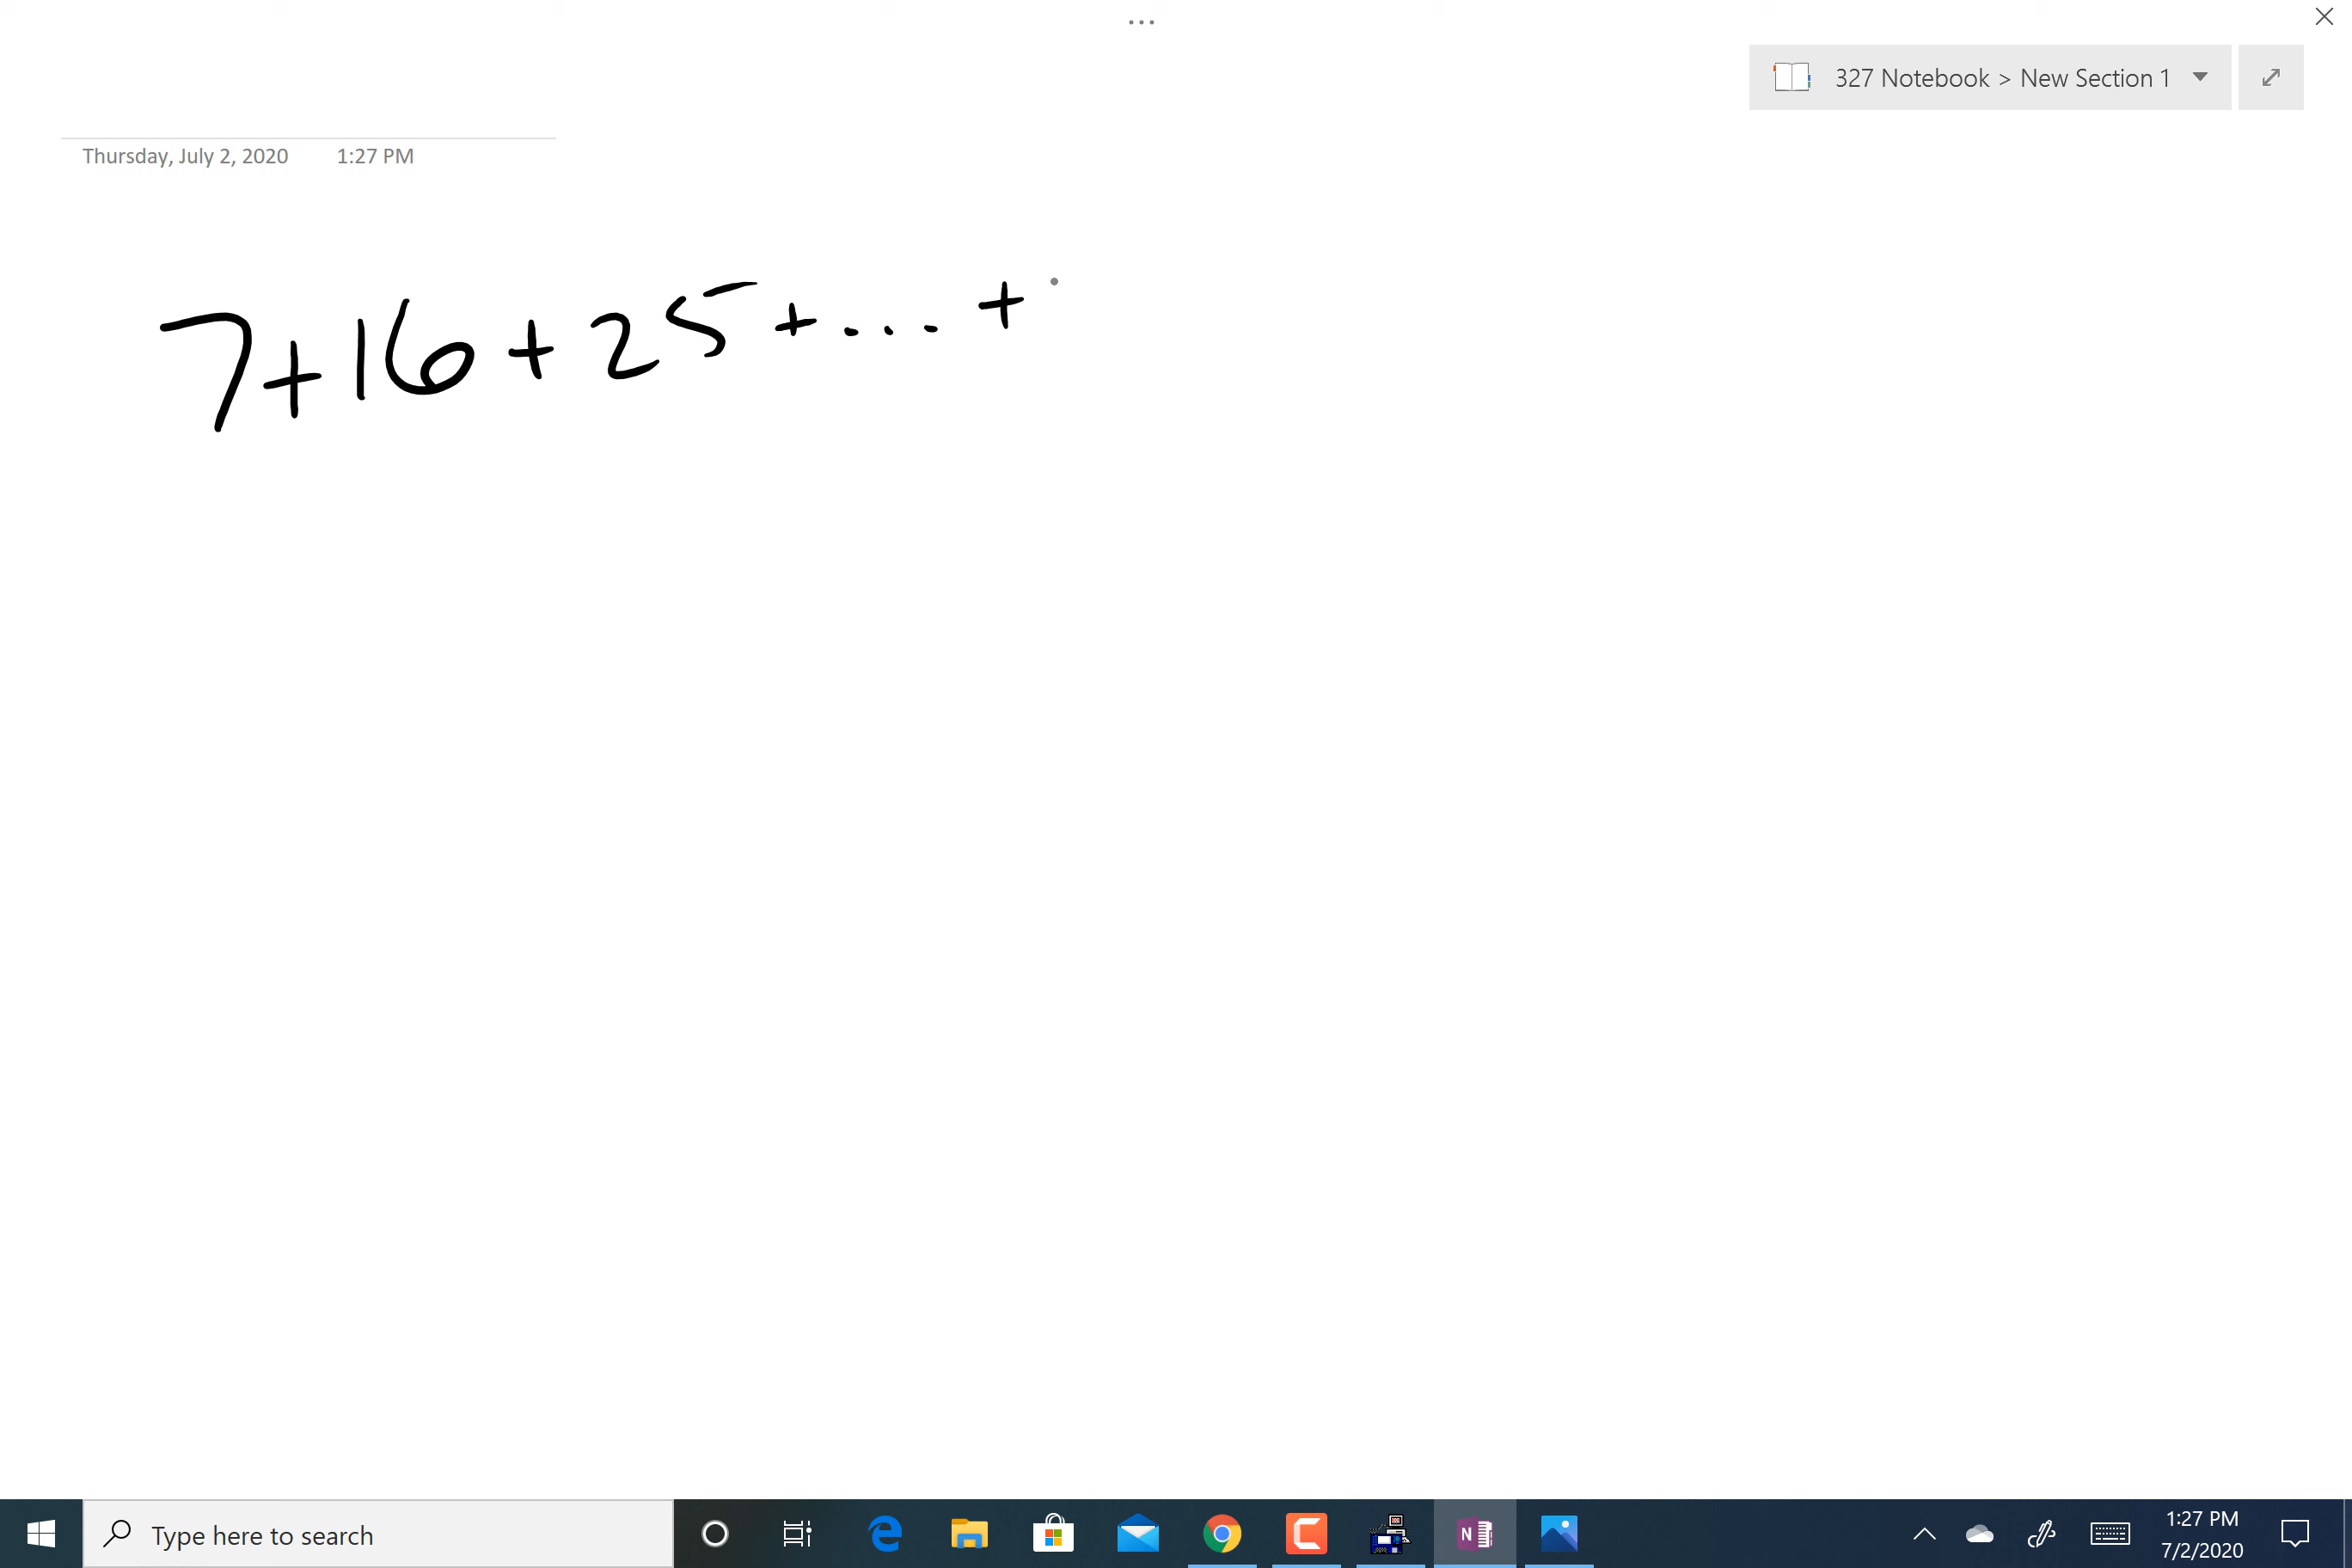 327 Notebook > New Section 1
Thursday, July 2, 2020 1:27 PM
7+16+25+...+
Type here to search
1:27 PM
7/2/2020